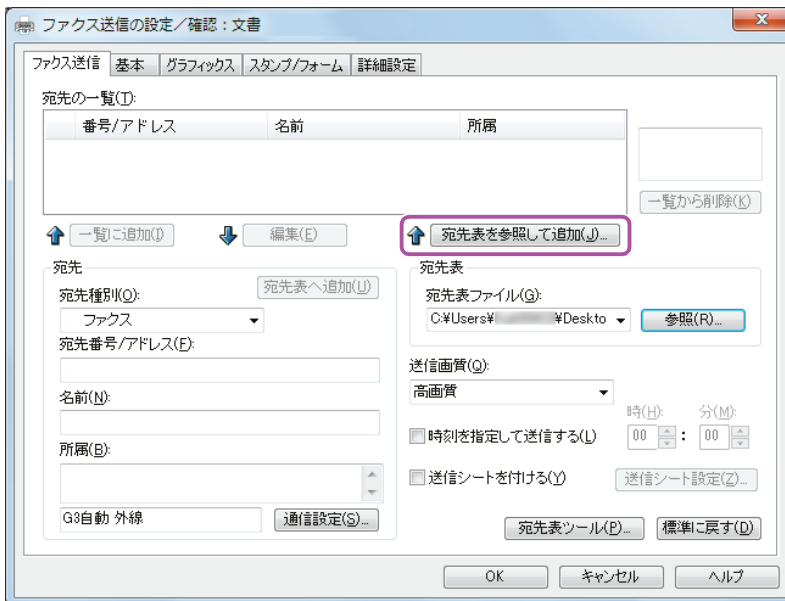 ファクス送信の設定／確認：文書
ファクス送信 基本 グラフィックス スタンプ/フォーム 詳細設定
宛先の一覧(T):
番号/アドレス 名前 所属
一覧から削除(K)
一覧に追加(I) 編集(E) 宛先表を参照して追加(J)...
宛先
宛先表へ追加(U)
宛先種別(O):
ファクス
宛先番号/アドレス(F):
名前(N):
所属(B):
G3自動 外線 通信設定(S)...
宛先表
宛先表ファイル(G):
C:¥Users¥ ¥Deskto 参照(R)...
送信画質(Q):
高画質
時(H): 分(M):
時刻を指定して送信する(L) 00 : 00
送信シートを付ける(Y) 送信シート設定(Z)...
宛先表ツール(P)... 標準に戻す(D)
OK キャンセル ヘルプ